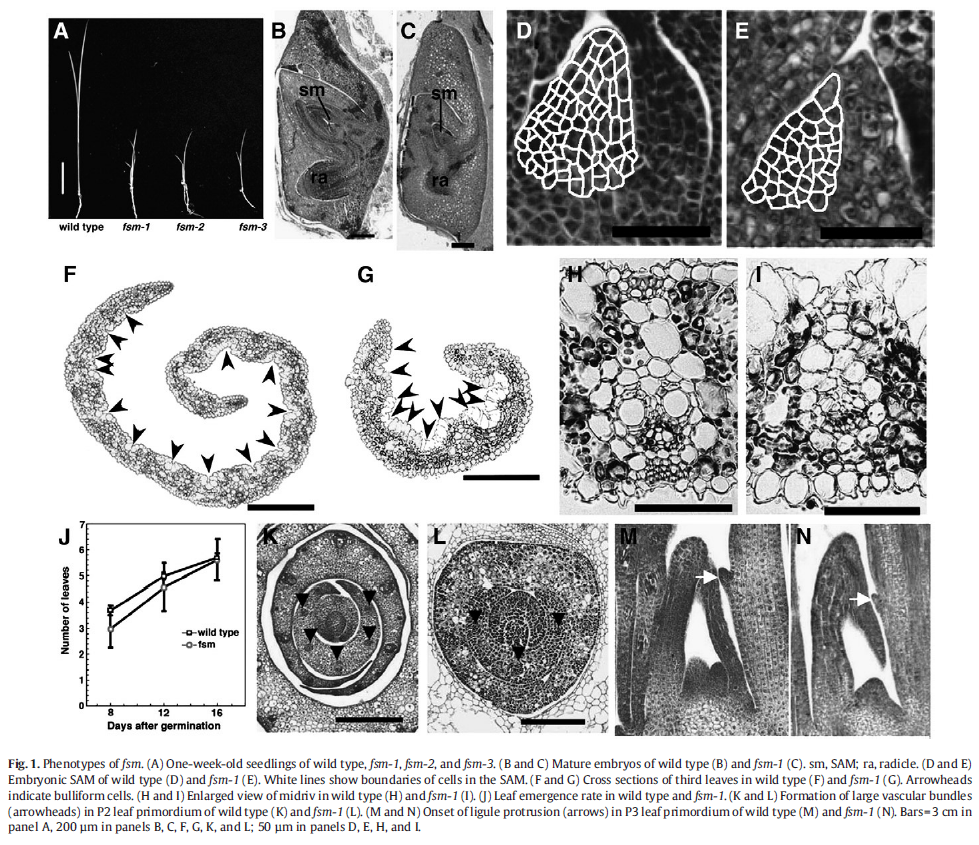 A
B
C
D
E
sm
sm
ra
ra
wild type fsm-1 fsm-2 fsm-3
F
G
H
I
J
K
L
M
N
7
6
5
4
3
2
1
0
Number of leaves
wild type
fsm
8 12 16
Days after germination
Fig. 1. Phenotypes of fsm. (A) One-week-old seedlings of wild type, fsm-1, fsm-2, and fsm-3. (B and C) Mature embryos of wild type (B) and fsm-1 (C). sm, SAM; ra, radicle. (D and E)
Embryonic SAM of wild type (D) and fsm-1 (E). White lines show boundaries of cells in the SAM. (F and G) Cross sections of third leaves in wild type (F) and fsm-1 (G). Arrowheads
indicate bulliform cells. (H and I) Enlarged view of midriv in wild type (H) and fsm-1 (I). (J) Leaf emergence rate in wild type and fsm-1. (K and L) Formation of large vascular bundles
(arrowheads) in P2 leaf primordium of wild type (K) and fsm-1 (L). (M and N) Onset of ligule protrusion (arrows) in P3 leaf primordium of wild type (M) and fsm-1 (N). Bars=3 cm in
panel A, 200 μm in panels B, C, F, G, K, and L; 50 μm in panels D, E, H, and I.